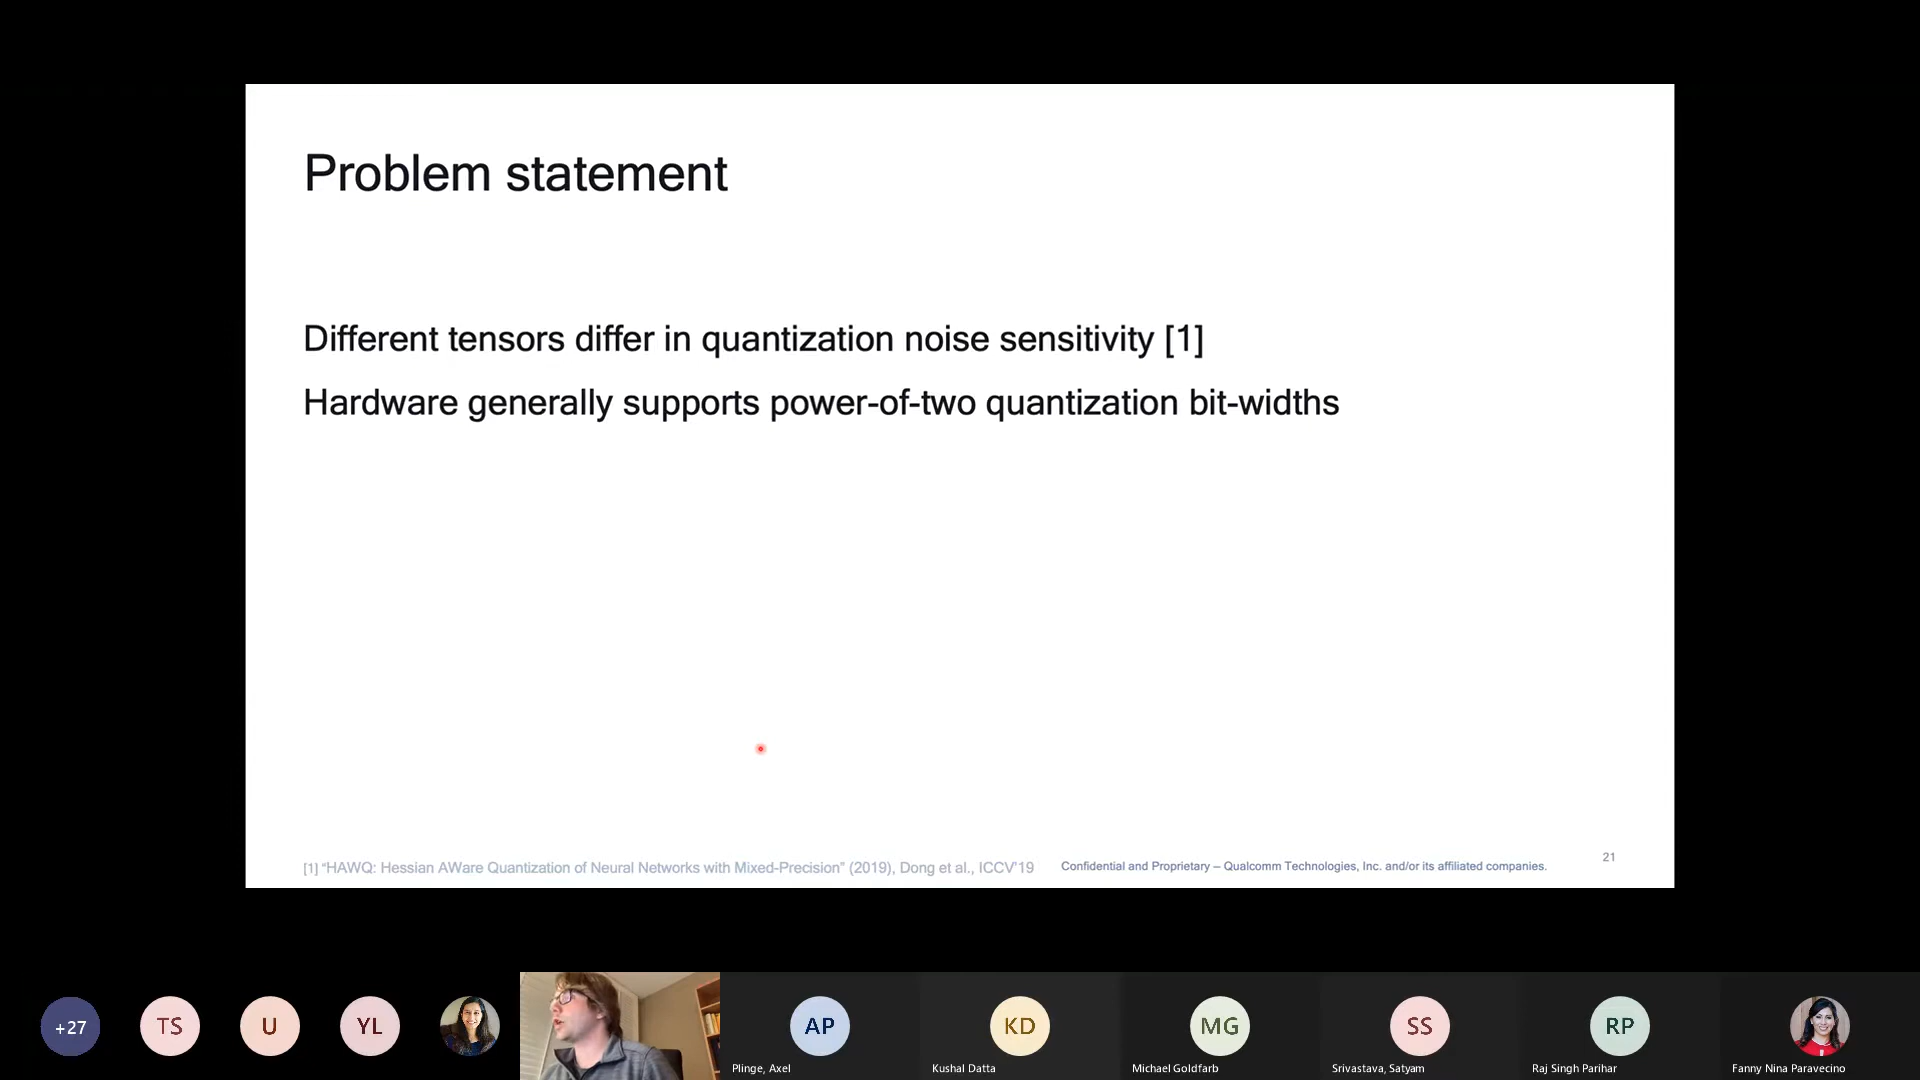 Problem statement
Different tensors differ in quantization noise sensitivity [1]
Hardware generally supports power-of-two quantization bit-widths
[1] “HAWQ: Hessian AWare Quantization of Neural Networks with Mixed-Precision” (2019), Dong et al., ICCV'19
Confidential and Proprietary – Qualcomm Technologies, Inc. and/or its affiliated companies.
21
+27
TS
U
YL
AP
KD
MG
SS
RP
Plinge, Axel
Kushal Datta
Michael Goldfarb
Srivastava, Satyam
Raj Singh Parihar
Fanny Nina Paravecino